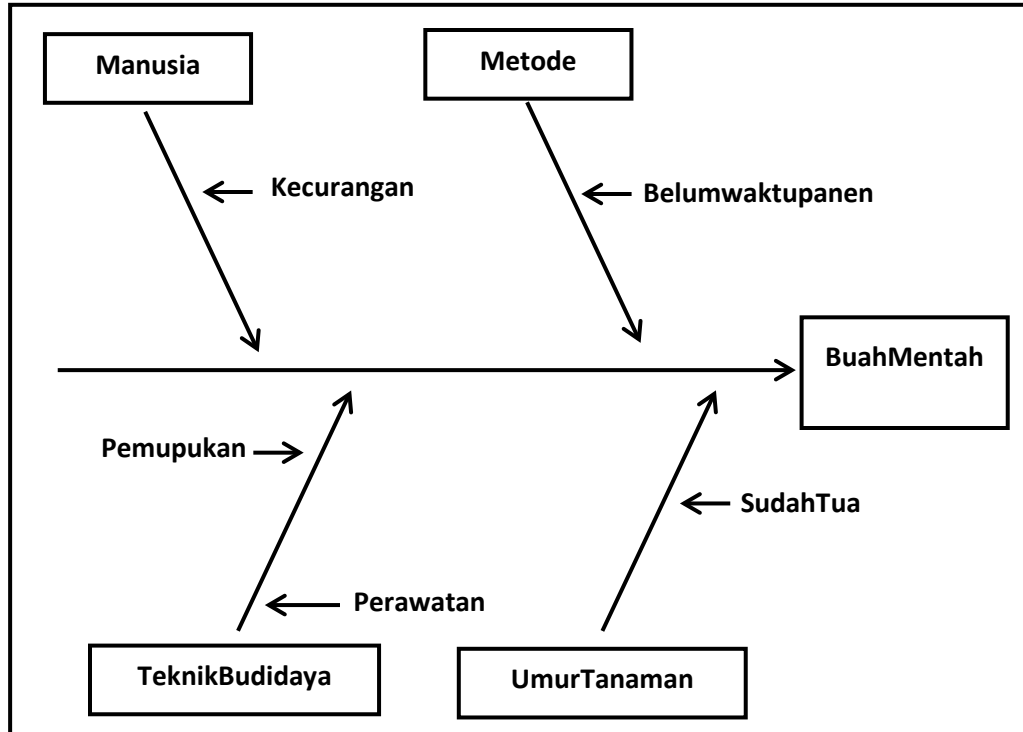 Manusia
Metode
Kecurangan
Belumwaktupanen
BuahMentah
Pemupukan
SudahTua
Perawatan
TeknikBudidaya
UmurTanaman